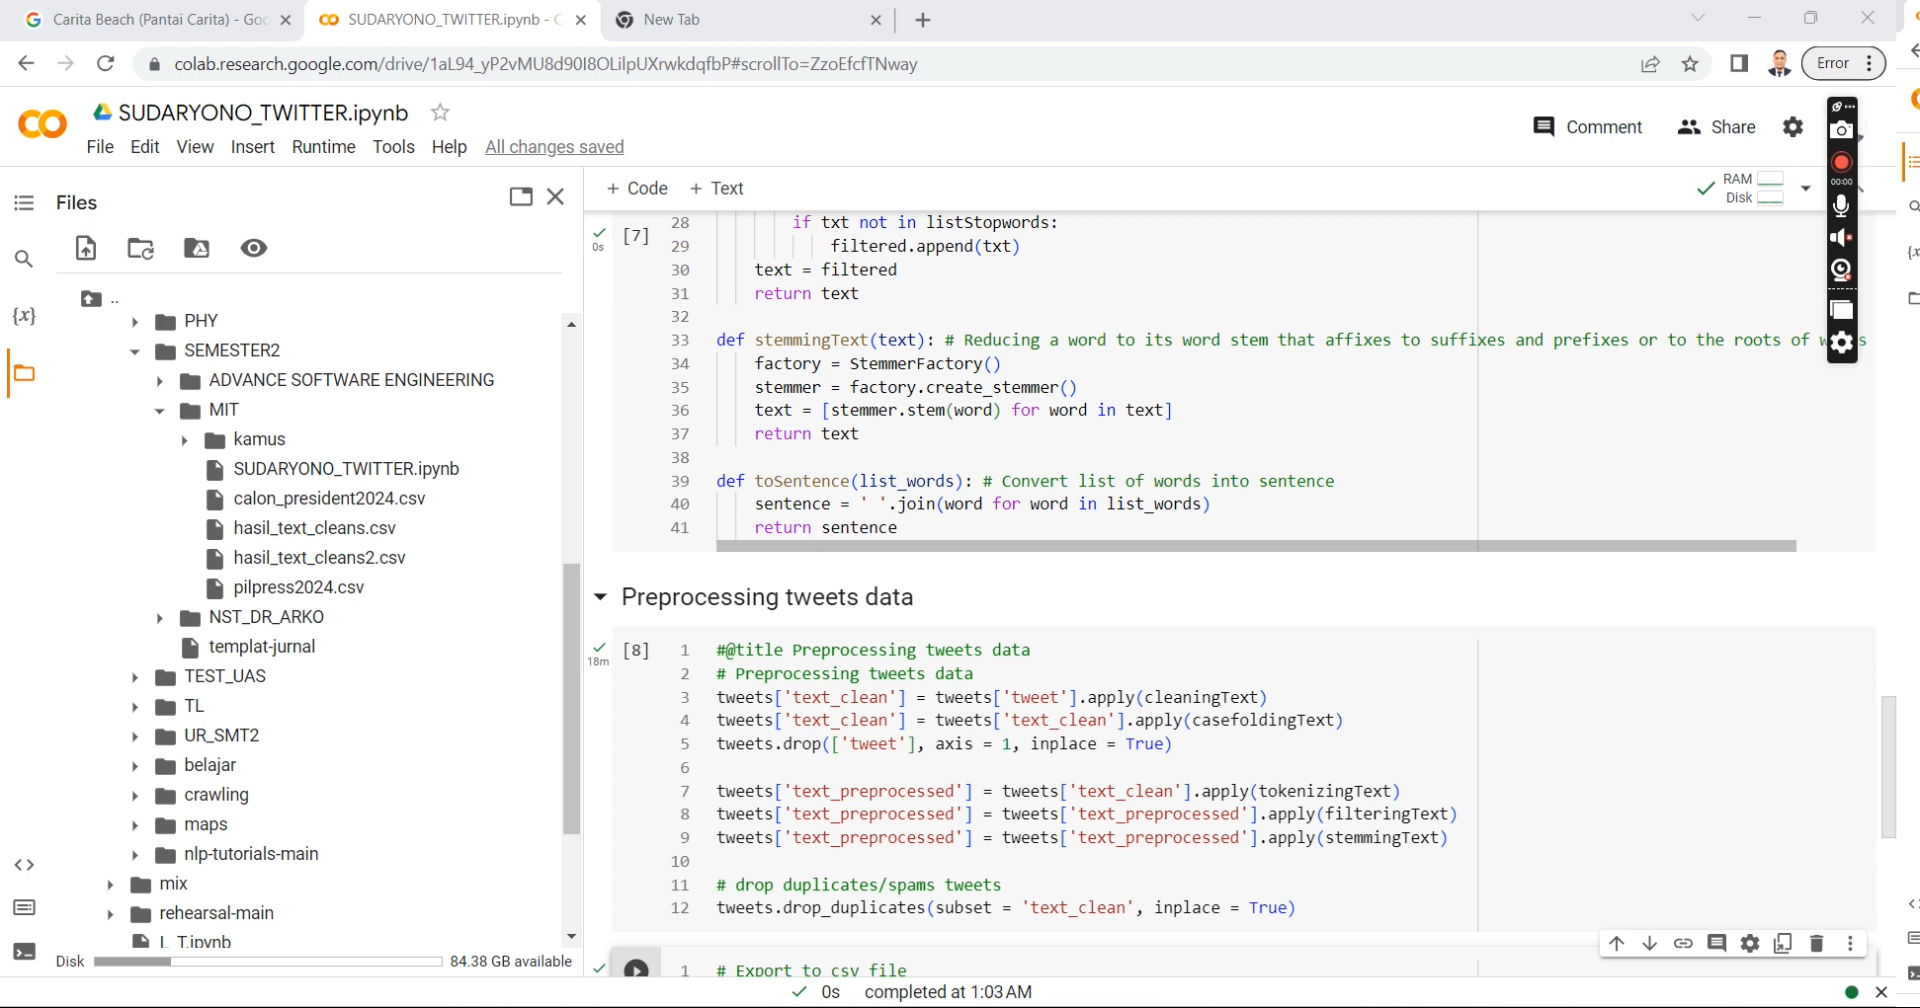 Carita Beach (Pantai Carita) - Goo
SUDARYONO_TWITTER.ipynb - C
New Tab
colab.research.google.com/drive/1aL94_yP2vMU8d90I8OLilpUXrwkdqfbP#scrollTo=ZzoEfcfTNway
Error
SUDARYONO_TWITTER.ipynb
File Edit View Insert Runtime Tools Help All changes saved
Comment
Share
Files
+ Code + Text
RAM
Disk
00:00
..
PHY
SEMESTER2
ADVANCE SOFTWARE ENGINEERING
MIT
kamus
SUDARYONO_TWITTER.ipynb
calon_president2024.csv
hasil_text_cleans.csv
hasil_text_cleans2.csv
pilpress2024.csv
NST_DR_ARKO
templat-jurnal
TEST_UAS
TL
UR_SMT2
belajar
crawling
maps
nlp-tutorials-main
mix
rehearsal-main
Disk 84.38 GB available
0s [7]
28 if txt not in listStopwords:
29 filtered.append(txt)
30 text = filtered
31 return text
32
33 def stemmingText(text): # Reducing a word to its word stem that affixes to suffixes and prefixes or to the roots of
34 factory = StemmerFactory()
35 stemmer = factory.create_stemmer()
36 text = [stemmer.stem(word) for word in text]
37 return text
38
39 def toSentence(list_words): # Convert list of words into sentence
40 sentence = ' '.join(word for word in list_words)
41 return sentence
Preprocessing tweets data
18m [8]
1 #@title Preprocessing tweets data
2 # Preprocessing tweets data
3 tweets['text_clean'] = tweets['tweet'].apply(cleaningText)
4 tweets['text_clean'] = tweets['text_clean'].apply(casefoldingText)
5 tweets.drop(['tweet'], axis = 1, inplace = True)
6
7 tweets['text_preprocessed'] = tweets['text_clean'].apply(tokenizingText)
8 tweets['text_preprocessed'] = tweets['text_preprocessed'].apply(filteringText)
9 tweets['text_preprocessed'] = tweets['text_preprocessed'].apply(stemmingText)
10
11 # drop duplicates/spams tweets
12 tweets.drop_duplicates(subset = 'text_clean', inplace = True)
1 # Export to csv file
0s completed at 1:03 AM